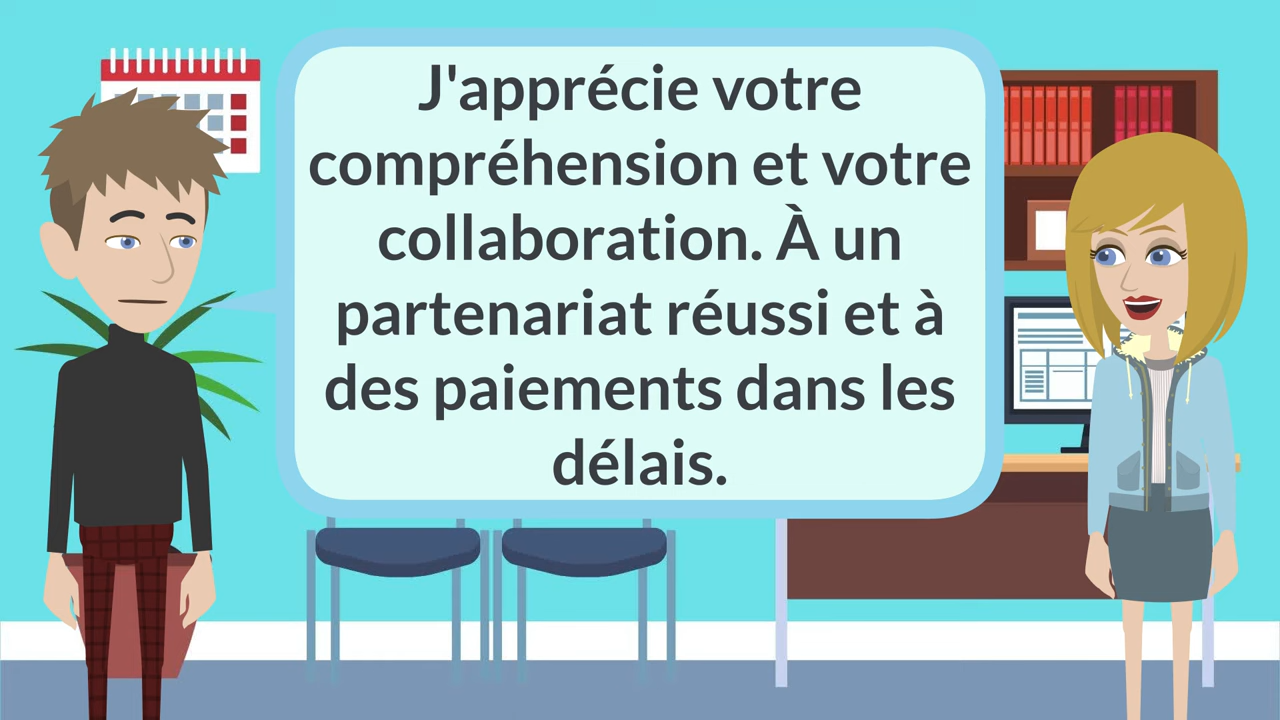 J'apprécie votre
compréhension et votre
collaboration. À un
partenariat réussi et à
des paiements dans les
délais.